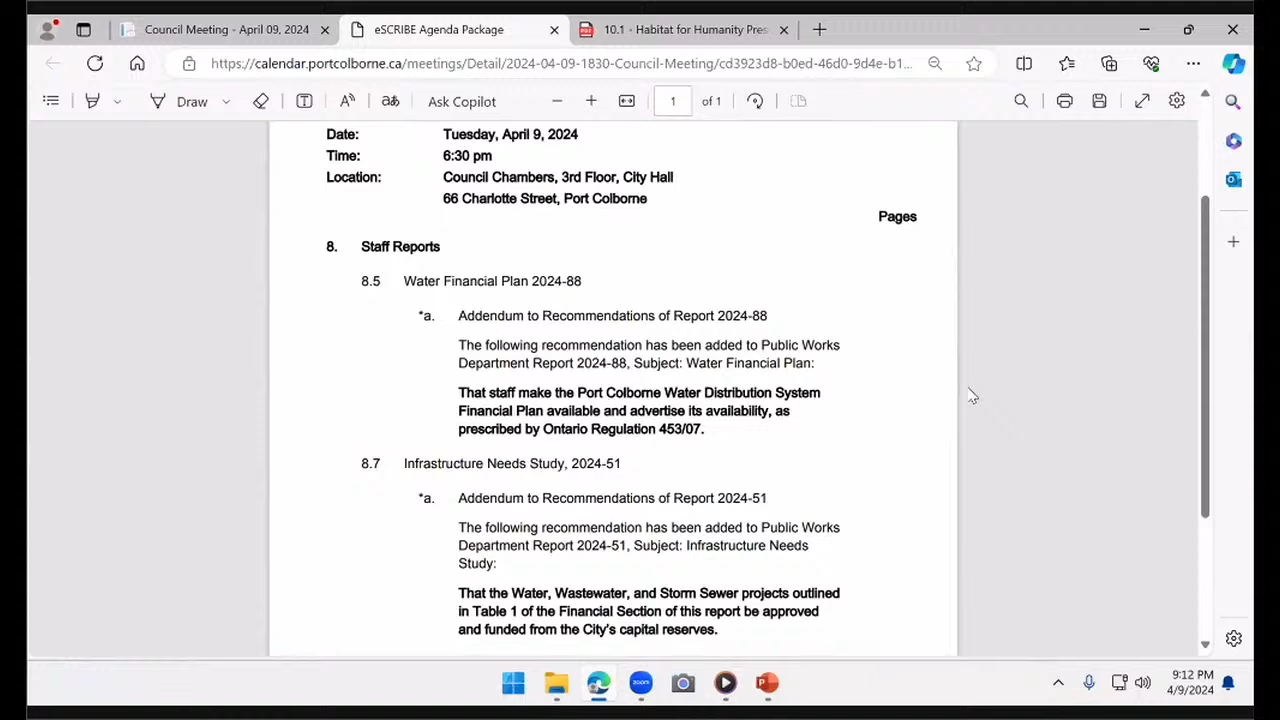 Council Meeting - April 09, 2024
eSCRIBE Agenda Package
10.1 - Habitat for Humanity Pres
https://calendar.portcolborne.ca/meetings/Detail/2024-04-09-1830-Council-Meeting/cd3923d8-b0ed-46d0-9d4e-b1...
Draw
Ask Copilot
1 of 1
Date: Tuesday, April 9, 2024
Time: 6:30 pm
Location: Council Chambers, 3rd Floor, City Hall
66 Charlotte Street, Port Colborne
Pages
8. Staff Reports
8.5 Water Financial Plan 2024-88
*a. Addendum to Recommendations of Report 2024-88
The following recommendation has been added to Public Works
Department Report 2024-88, Subject: Water Financial Plan:
That staff make the Port Colborne Water Distribution System
Financial Plan available and advertise its availability, as
prescribed by Ontario Regulation 453/07.
8.7 Infrastructure Needs Study, 2024-51
*a. Addendum to Recommendations of Report 2024-51
The following recommendation has been added to Public Works
Department Report 2024-51, Subject: Infrastructure Needs
Study:
That the Water, Wastewater, and Storm Sewer projects outlined
in Table 1 of the Financial Section of this report be approved
and funded from the City's capital reserves.
zoom
9:12 PM
4/9/2024